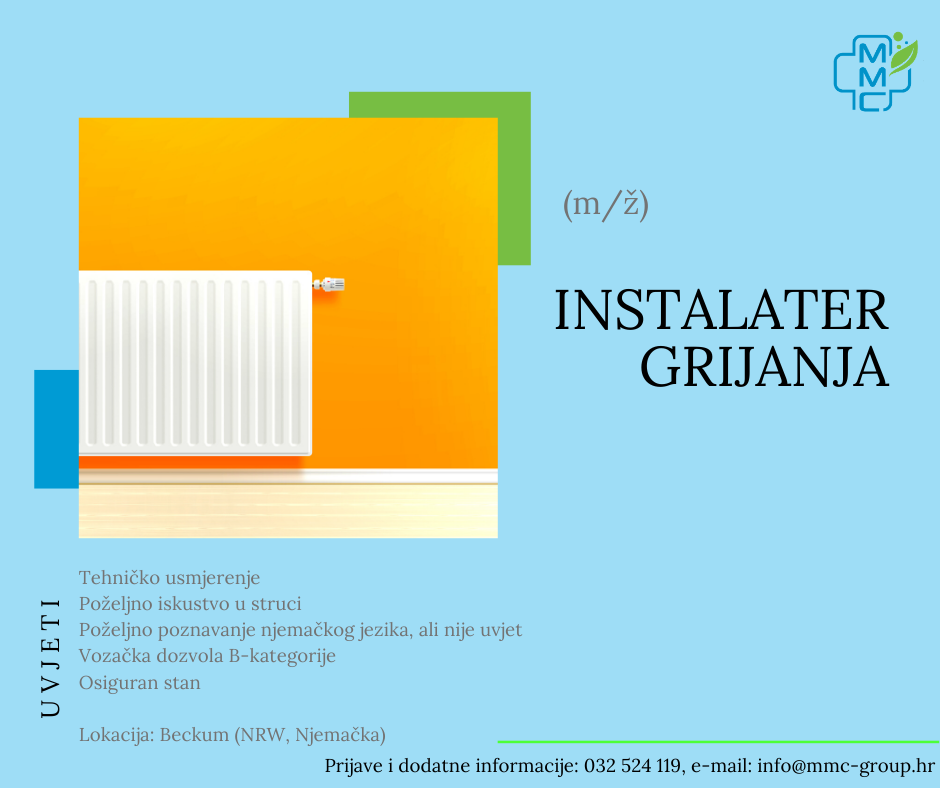 MMC
(m/ž)
INSTALATER
GRIJANJA
UVJETI
Tehničko usmjerenje
Poželjno iskustvo u struci
Poželjno poznavanje njemačkog jezika, ali nije uvjet
Vozačka dozvola B-kategorije
Osiguran stan
Lokacija: Beckum (NRW, Njemačka)
Prijave i dodatne informacije: 032 524 119, e-mail: info@mmc-group.hr